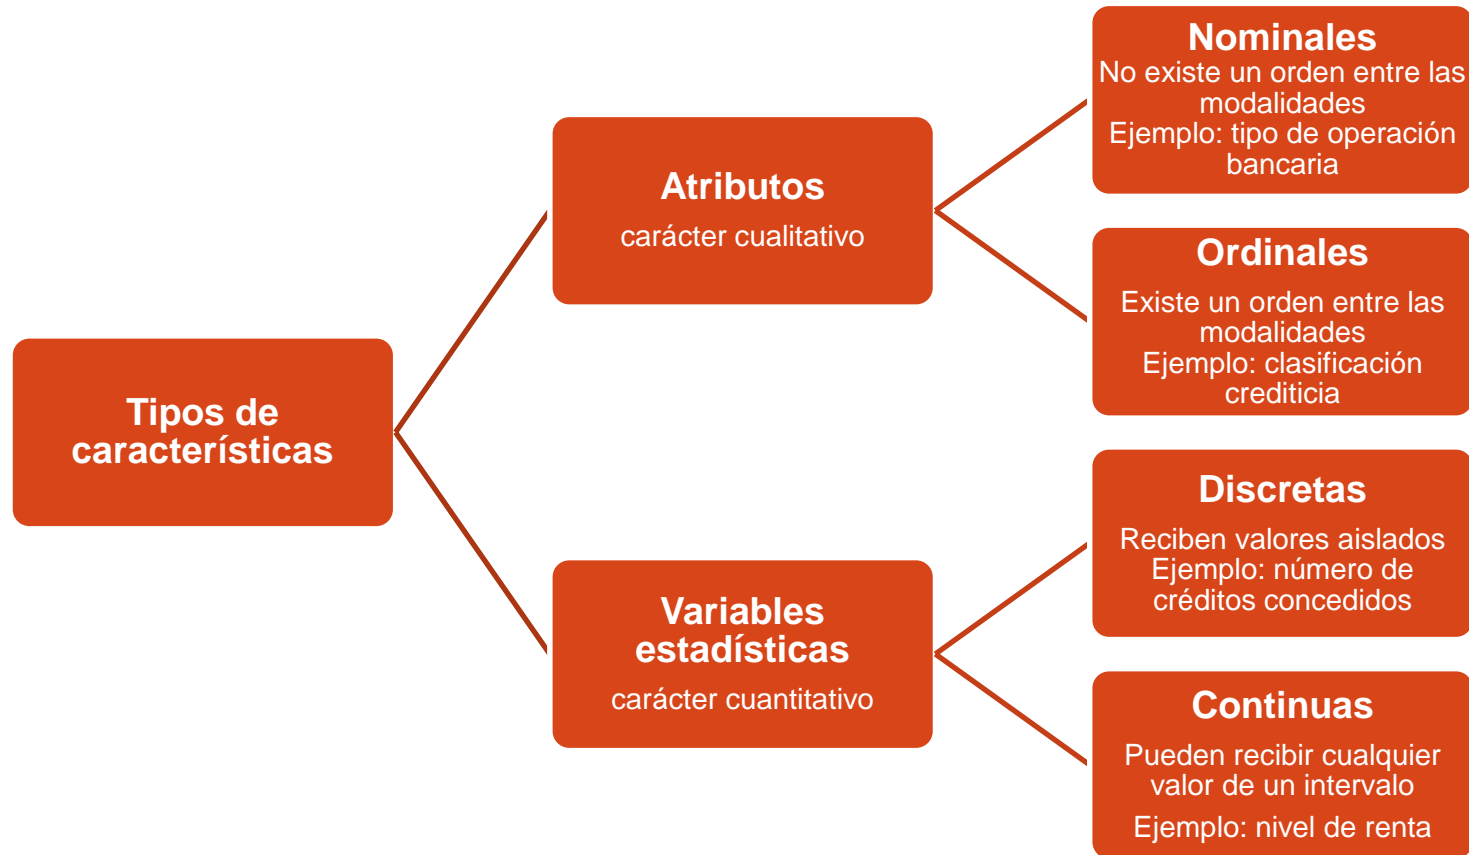 Tipos de
características
Atributos
carácter cualitativo
Nominales
No existe un orden entre las
modalidades
Ejemplo: tipo de operación
bancaria
Ordinales
Existe un orden entre las
modalidades
Ejemplo: clasificación
crediticia
Variables
estadísticas
carácter cuantitativo
Discretas
Reciben valores aislados
Ejemplo: número de
créditos concedidos
Continuas
Pueden recibir cualquier
valor de un intervalo
Ejemplo: nivel de renta